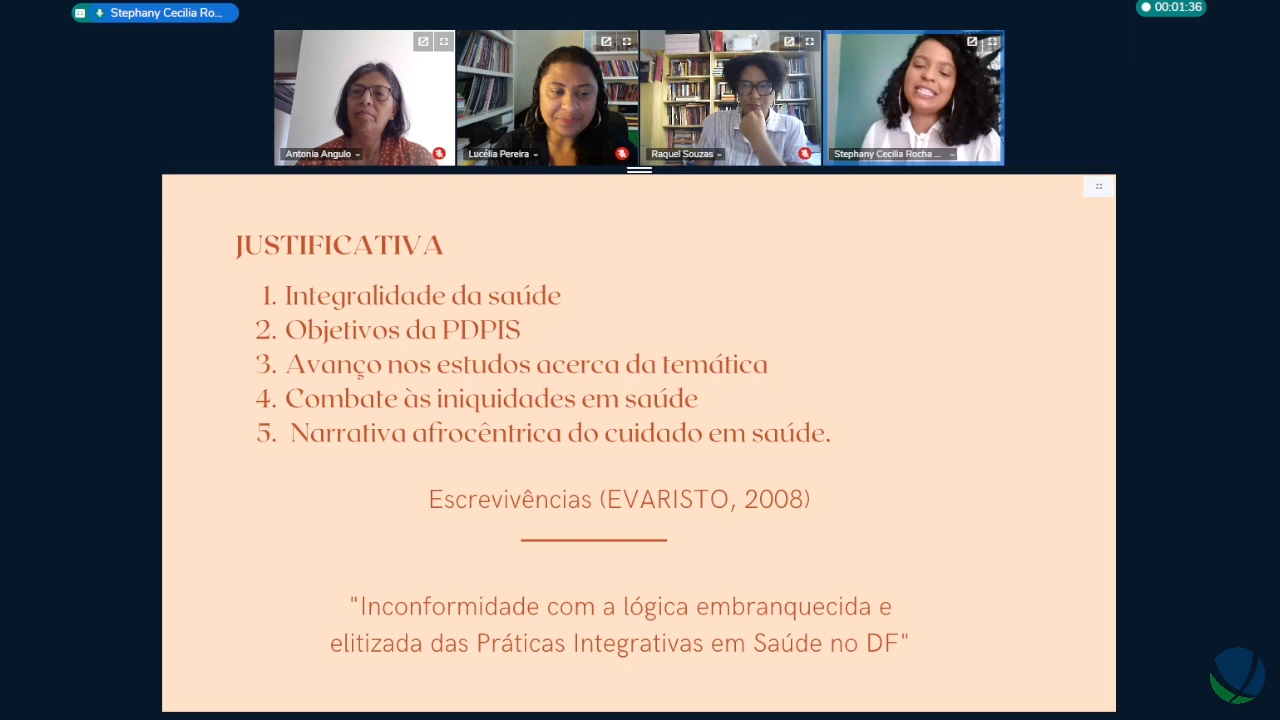 Stephany Cecilia Ro...
00:01:36
Antonia Angulo
Lucélia Pereira
Raquel Souzas
Stephany Cecilia Rocha ...
JUSTIFICATIVA
1. Integralidade da saúde
2. Objetivos da PDPIS
3. Avanço nos estudos acerca da temática
4. Combate às iniquidades em saúde
5. Narrativa afrocêntrica do cuidado em saúde.
Escrevivências (EVARISTO, 2008)
"Inconformidade com a lógica embranquecida e
elitizada das Práticas Integrativas em Saúde no DF"